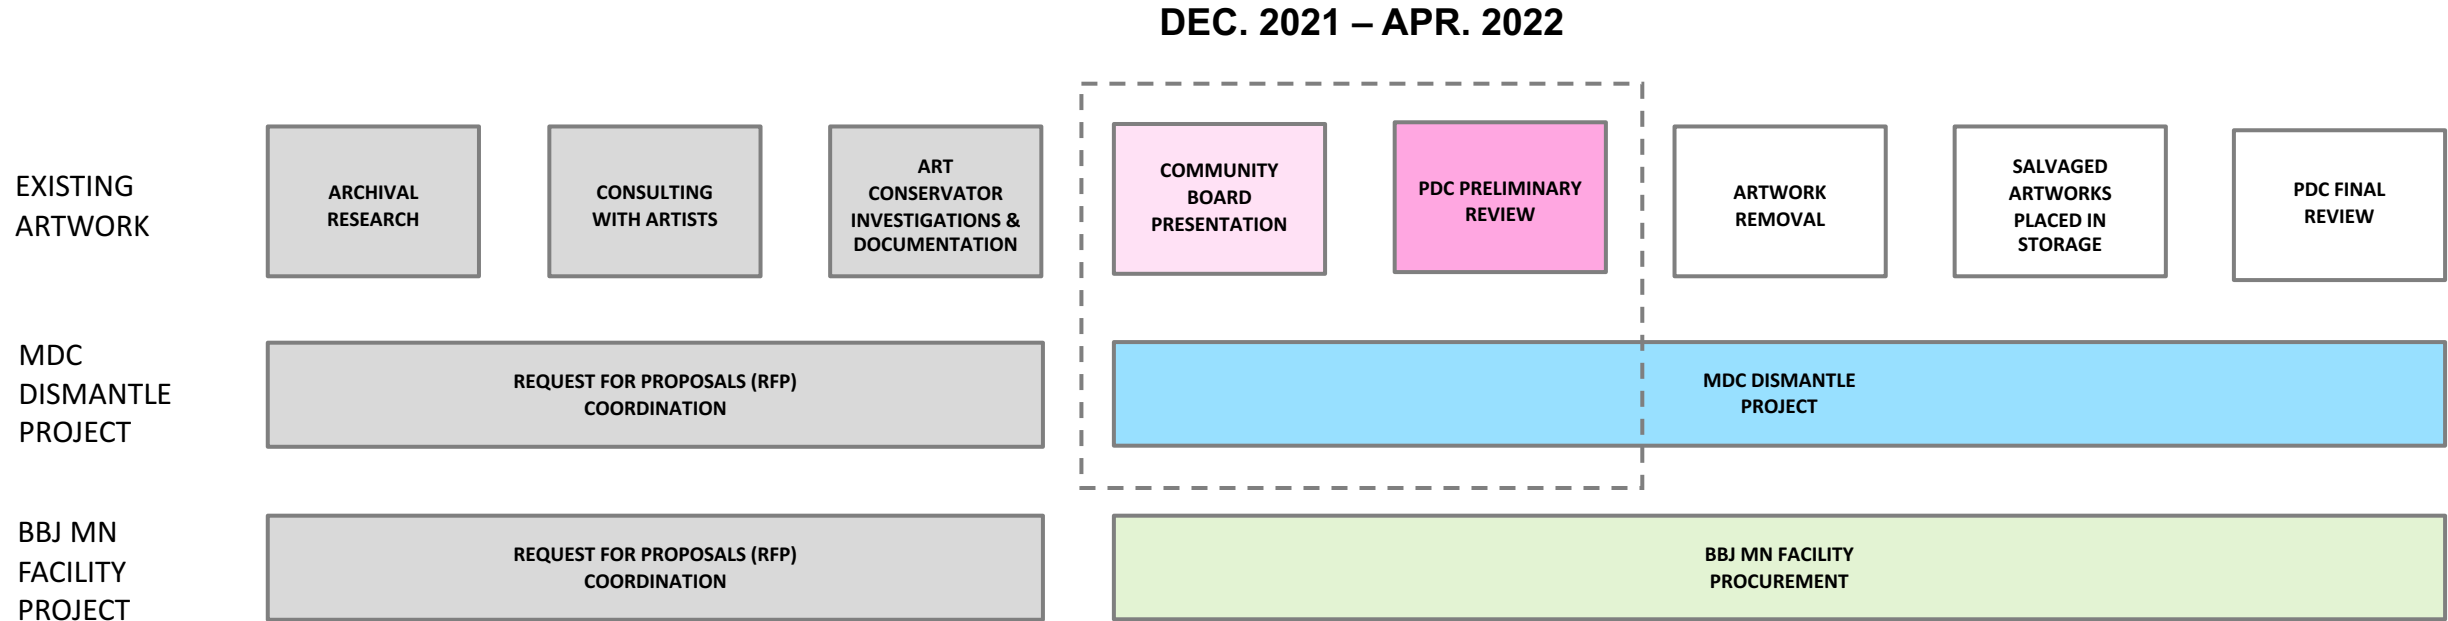 DEC. 2021 – APR. 2022
EXISTING
ARTWORK
ARCHIVAL
RESEARCH
CONSULTING
WITH ARTISTS
ART
CONSERVATOR
INVESTIGATIONS &
DOCUMENTATION
COMMUNITY
BOARD
PRESENTATION
PDC PRELIMINARY
REVIEW
ARTWORK
REMOVAL
SALVAGED
ARTWORKS
PLACED IN
STORAGE
PDC FINAL
REVIEW
MDC
DISMANTLE
PROJECT
REQUEST FOR PROPOSALS (RFP)
COORDINATION
MDC DISMANTLE
PROJECT
BBJ MN
FACILITY
PROJECT
REQUEST FOR PROPOSALS (RFP)
COORDINATION
BBJ MN FACILITY
PROCUREMENT